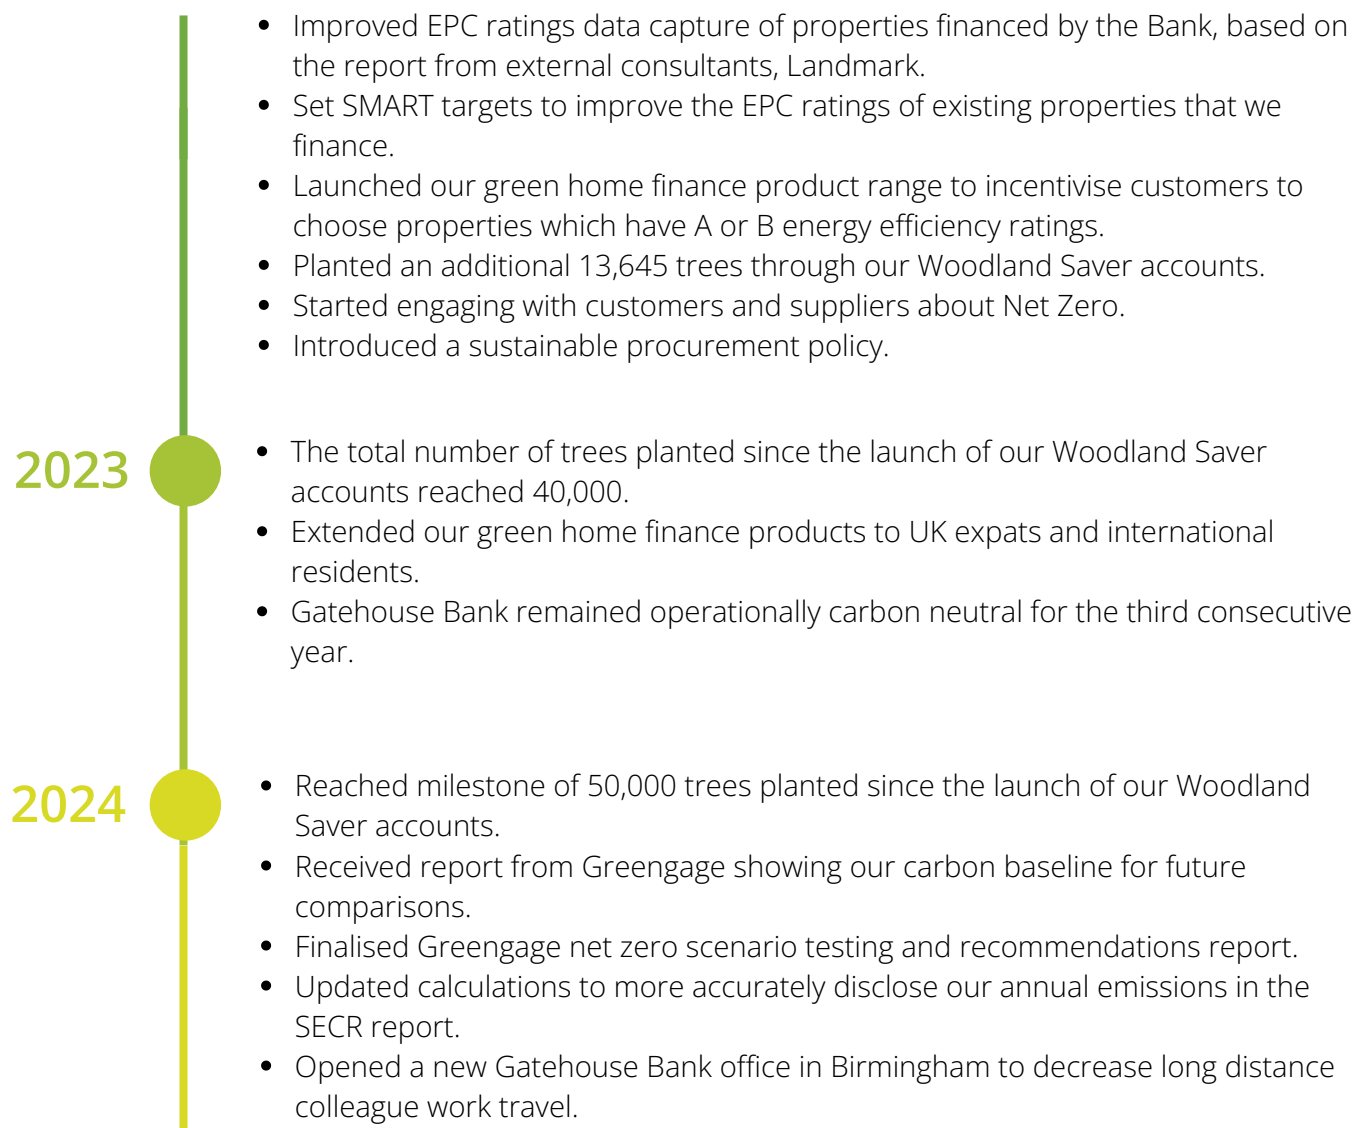 • Improved EPC ratings data capture of properties financed by the Bank, based on
the report from external consultants, Landmark.
• Set SMART targets to improve the EPC ratings of existing properties that we
finance.
• Launched our green home finance product range to incentivise customers to
choose properties which have A or B energy efficiency ratings.
• Planted an additional 13,645 trees through our Woodland Saver accounts.
• Started engaging with customers and suppliers about Net Zero.
• Introduced a sustainable procurement policy.
2023
• The total number of trees planted since the launch of our Woodland Saver
accounts reached 40,000.
• Extended our green home finance products to UK expats and international
residents.
• Gatehouse Bank remained operationally carbon neutral for the third consecutive
year.
2024
• Reached milestone of 50,000 trees planted since the launch of our Woodland
Saver accounts.
• Received report from Greengage showing our carbon baseline for future
comparisons.
• Finalised Greengage net zero scenario testing and recommendations report.
• Updated calculations to more accurately disclose our annual emissions in the
SECR report.
• Opened a new Gatehouse Bank office in Birmingham to decrease long distance
colleague work travel.